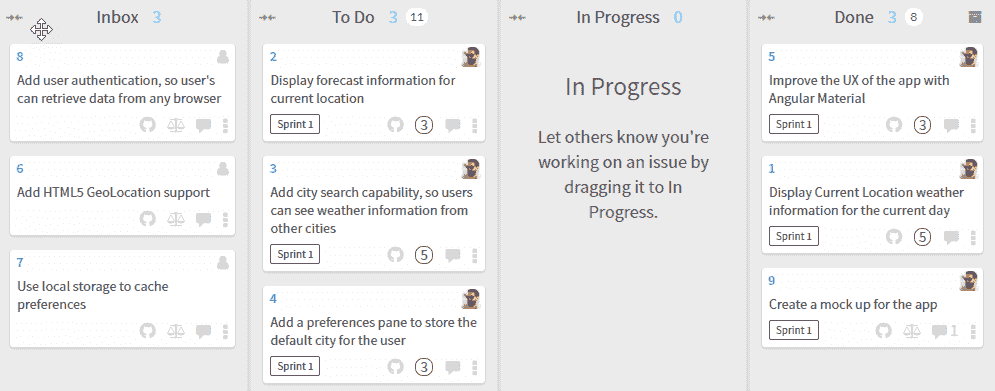 Inbox 3
8
Add user authentication, so user's
can retrieve data from any browser
6
Add HTML5 GeoLocation support
7
Use local storage to cache
preferences
To Do 3 11
2
Display forecast information for
current location
Sprint 1 3
3
Add city search capability, so users
can see weather information from
other cities
Sprint 1 5
4
Add a preferences pane to store the
default city for the user
Sprint 1 3
In Progress 0
In Progress
Let others know you're
working on an issue by
dragging it to In
Progress.
Done 3 8
5
Improve the UX of the app with
Angular Material
Sprint 1 3
1
Display Current Location weather
information for the current day
Sprint 1 5
9
Create a mock up for the app
Sprint 1 1